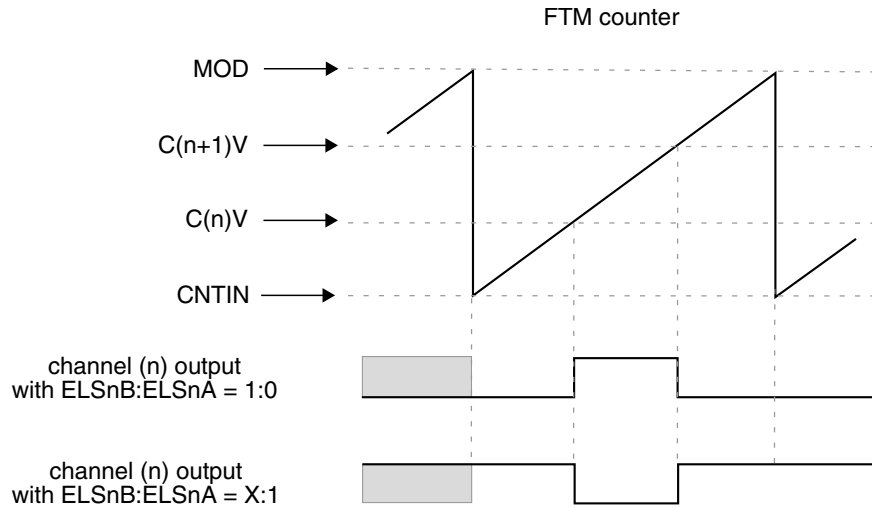 FTM counter
MOD
C(n+1)V
C(n)V
CNTIN
channel (n) output
with ELSnB:ELSnA = 1:0
channel (n) output
with ELSnB:ELSnA = X:1